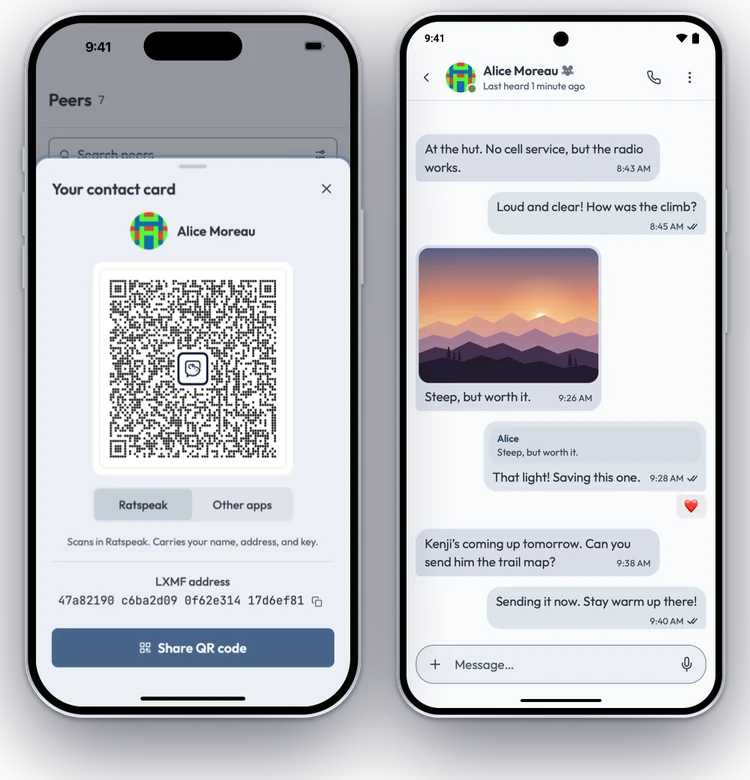 9:41
Peers 7
Search peers
Your contact card
Alice Moreau
Ratspeak
Other apps
Scans in Ratspeak. Carries your name, address, and key.
LXMF address
47a82190 c6ba2d09 0f62e314 17d6ef81
Share QR code
9:41
Alice Moreau
Last heard 1 minute ago
At the hut. No cell service, but the radio
works.
8:43 AM
Loud and clear! How was the climb?
8:45 AM
Steep, but worth it.
9:26 AM
Alice
Steep, but worth it.
That light! Saving this one.
9:28 AM
Kenji's coming up tomorrow. Can you
send him the trail map?
9:38 AM
Sending it now. Stay warm up there!
9:40 AM
Message...